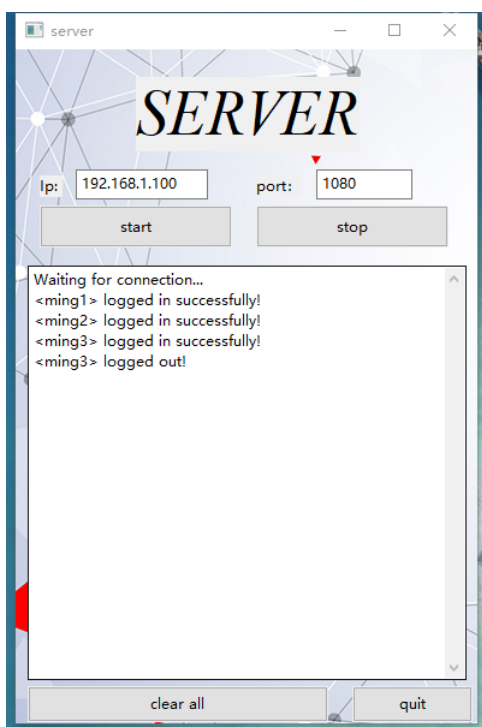 server
SERVER
Ip: 192.168.1.100 port: 1080
start stop
Waiting for connection...
<ming1> logged in successfully!
<ming2> logged in successfully!
<ming3> logged in successfully!
<ming3> logged out!
clear all quit